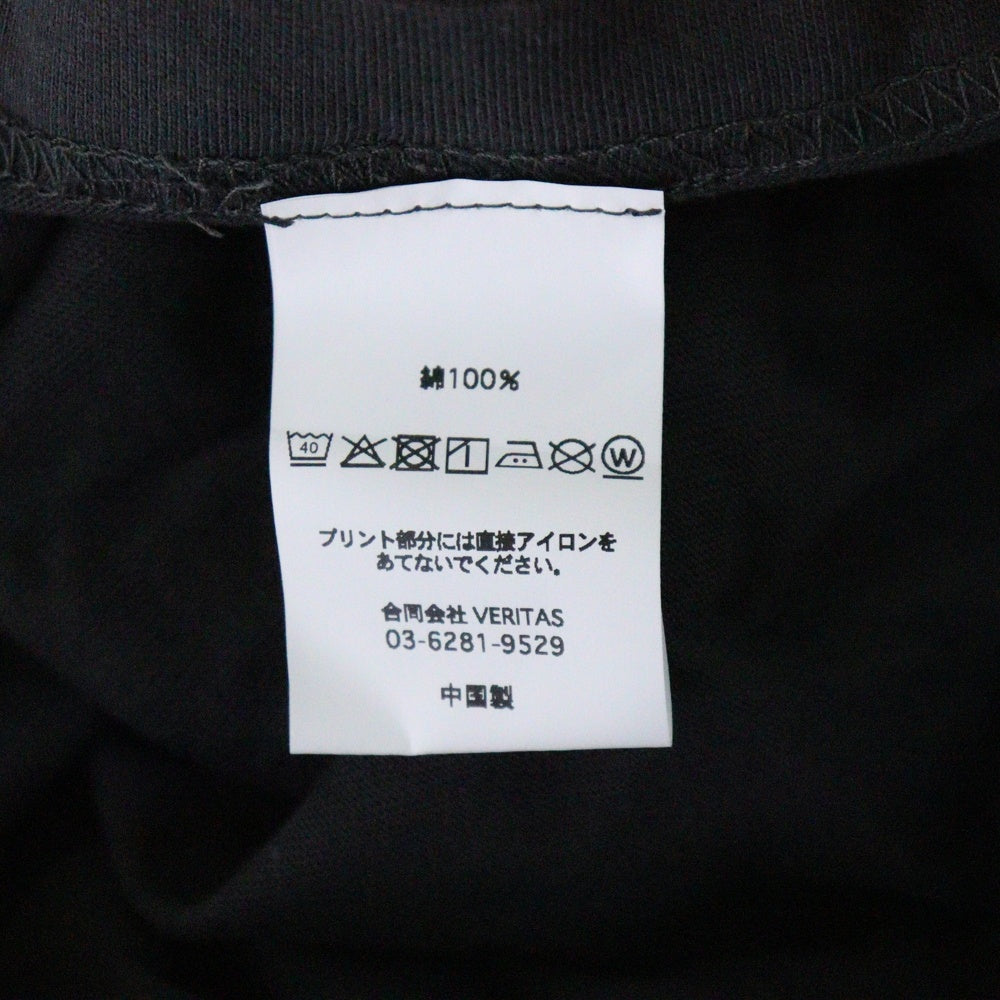 綿100%
40 W
プリント部分には直接アイロンを
あてないでください。
合同会社 VERITAS
03-6281-9529
中国製